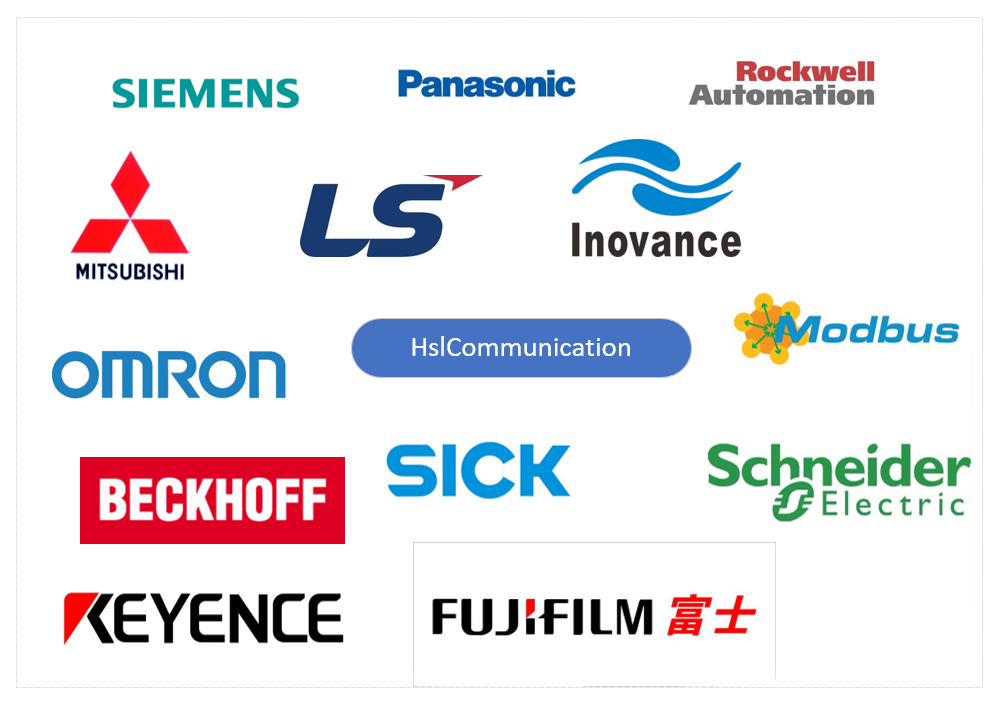 SIEMENS
Panasonic
Rockwell
Automation
MITSUBISHI
LS
Inovance
Modbus
HslCommunication
OMRON
BECKHOFF
SICK
Schneider
Electric
KEYENCE
FUJIFILM 富士